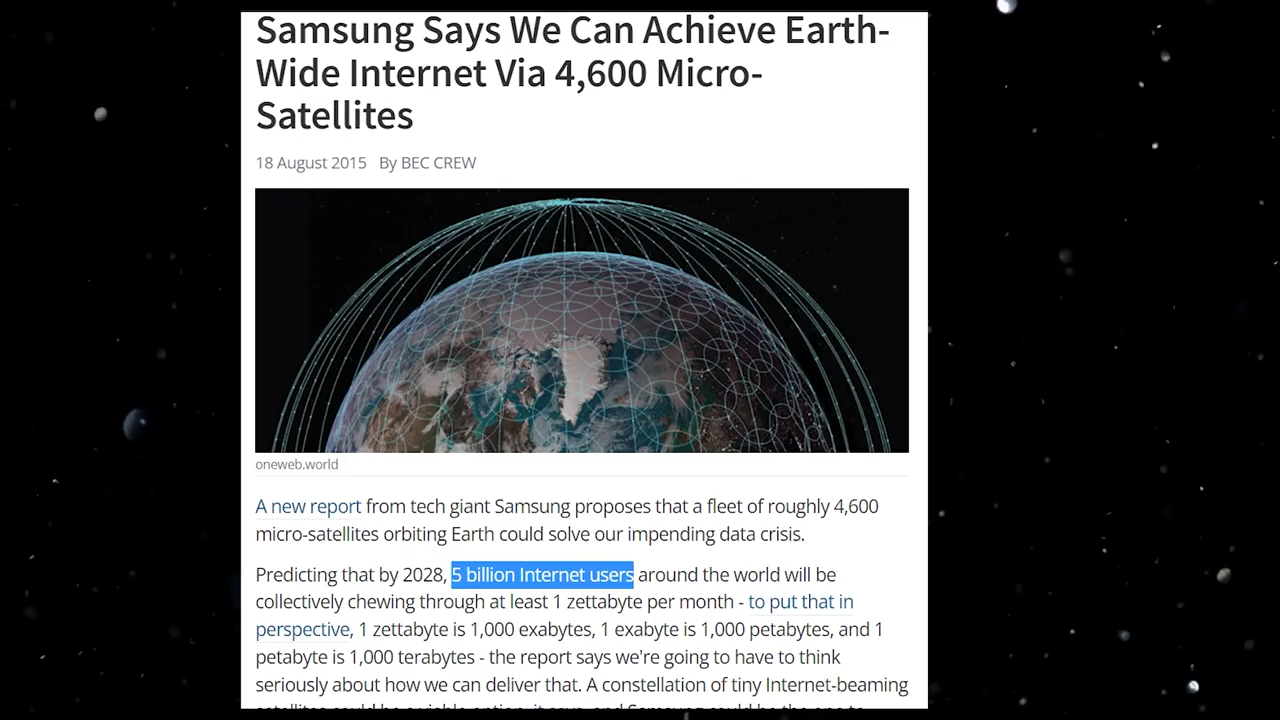 Samsung Says We Can Achieve Earth-
Wide Internet Via 4,600 Micro-
Satellites
18 August 2015 By BEC CREW
oneweb.world
A new report from tech giant Samsung proposes that a fleet of roughly 4,600
micro-satellites orbiting Earth could solve our impending data crisis.
Predicting that by 2028, 5 billion Internet users around the world will be
collectively chewing through at least 1 zettabyte per month - to put that in
perspective, 1 zettabyte is 1,000 exabytes, 1 exabyte is 1,000 petabytes, and 1
petabyte is 1,000 terabytes - the report says we're going to have to think
seriously about how we can deliver that. A constellation of tiny Internet-beaming